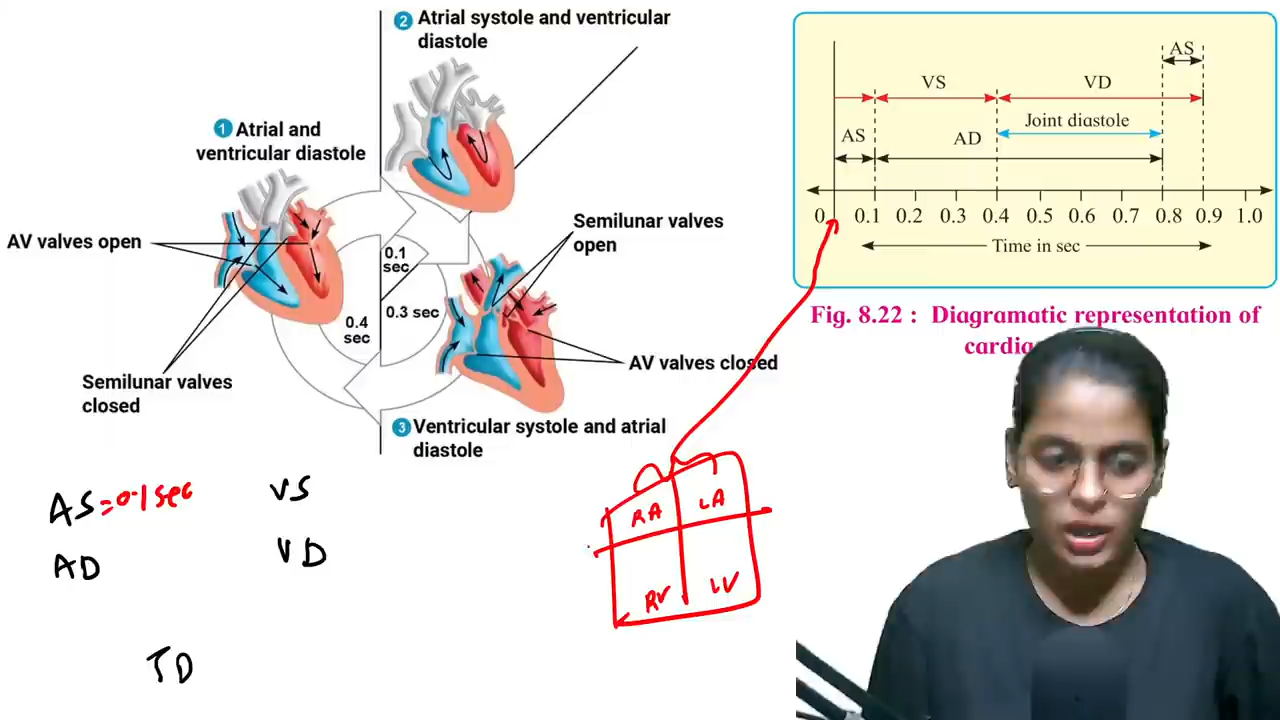 2 Atrial systole and ventricular
diastole
1 Atrial and
ventricular diastole
AV valves open
Semilunar valves
closed
Semilunar valves
open
AV valves closed
0.1
sec
0.3 sec
0.4
sec
3 Ventricular systole and atrial
diastole
AS
VS VD
Joint diastole
AS AD
0 0.1 0.2 0.3 0.4 0.5 0.6 0.7 0.8 0.9 1.0
Time in sec
Fig. 8.22 : Diagramatic representation of
AS = 0.1 sec VS
AD VD
RA LA
RV LV